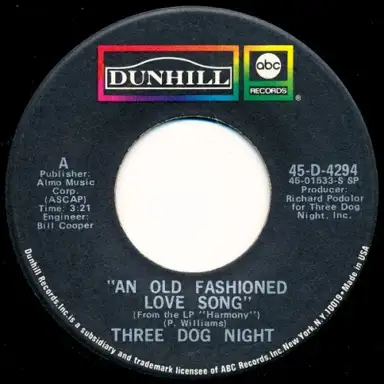 DUNHILL
abc
RECORDS
®
A
Publisher:
Almo Music
Corp.
(ASCAP)
Time: 3:21
Engineer:
Bill Cooper
45-D-4294
46-01633-S SP
Producer:
Richard Podolor
for Three Dog
Night, Inc.
"AN OLD FASHIONED
LOVE SONG"
(From the LP "Harmony")
(P. Williams)
THREE DOG NIGHT
Dunhill Records, Inc. is a subsidiary and trademark licensee of ABC Records, Inc. New York, N.Y. 10019 • Made in USA